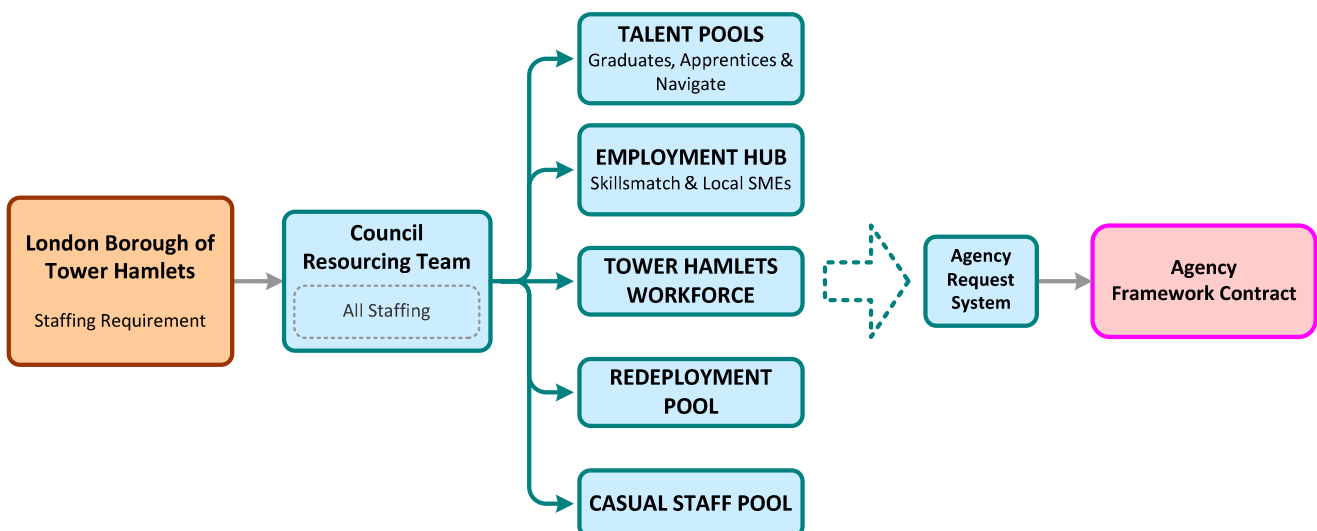 London Borough of
Tower Hamlets
Staffing Requirement
Council
Resourcing Team
All Staffing
TALENT POOLS
Graduates, Apprentices &
Navigate
EMPLOYMENT HUB
Skillsmatch & Local SMEs
TOWER HAMLETS
WORKFORCE
REDEPLOYMENT
POOL
CASUAL STAFF POOL
Agency
Request
System
Agency
Framework Contract